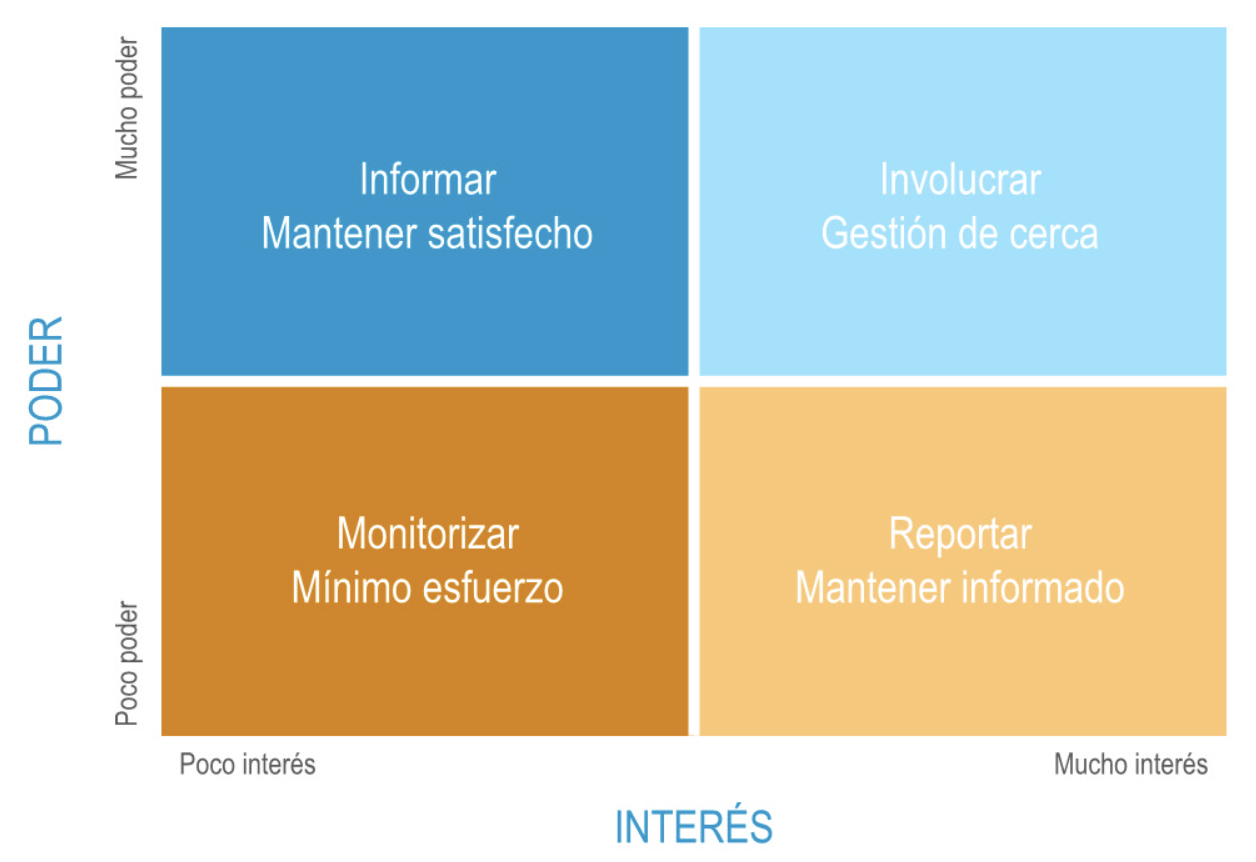 Mucho poder
Informar
Mantener satisfecho
Involucrar
Gestión de cerca
PODER
Monitorizar
Mínimo esfuerzo
Reportar
Mantener informado
Poco poder
Poco interés
Mucho interés
INTERÉS